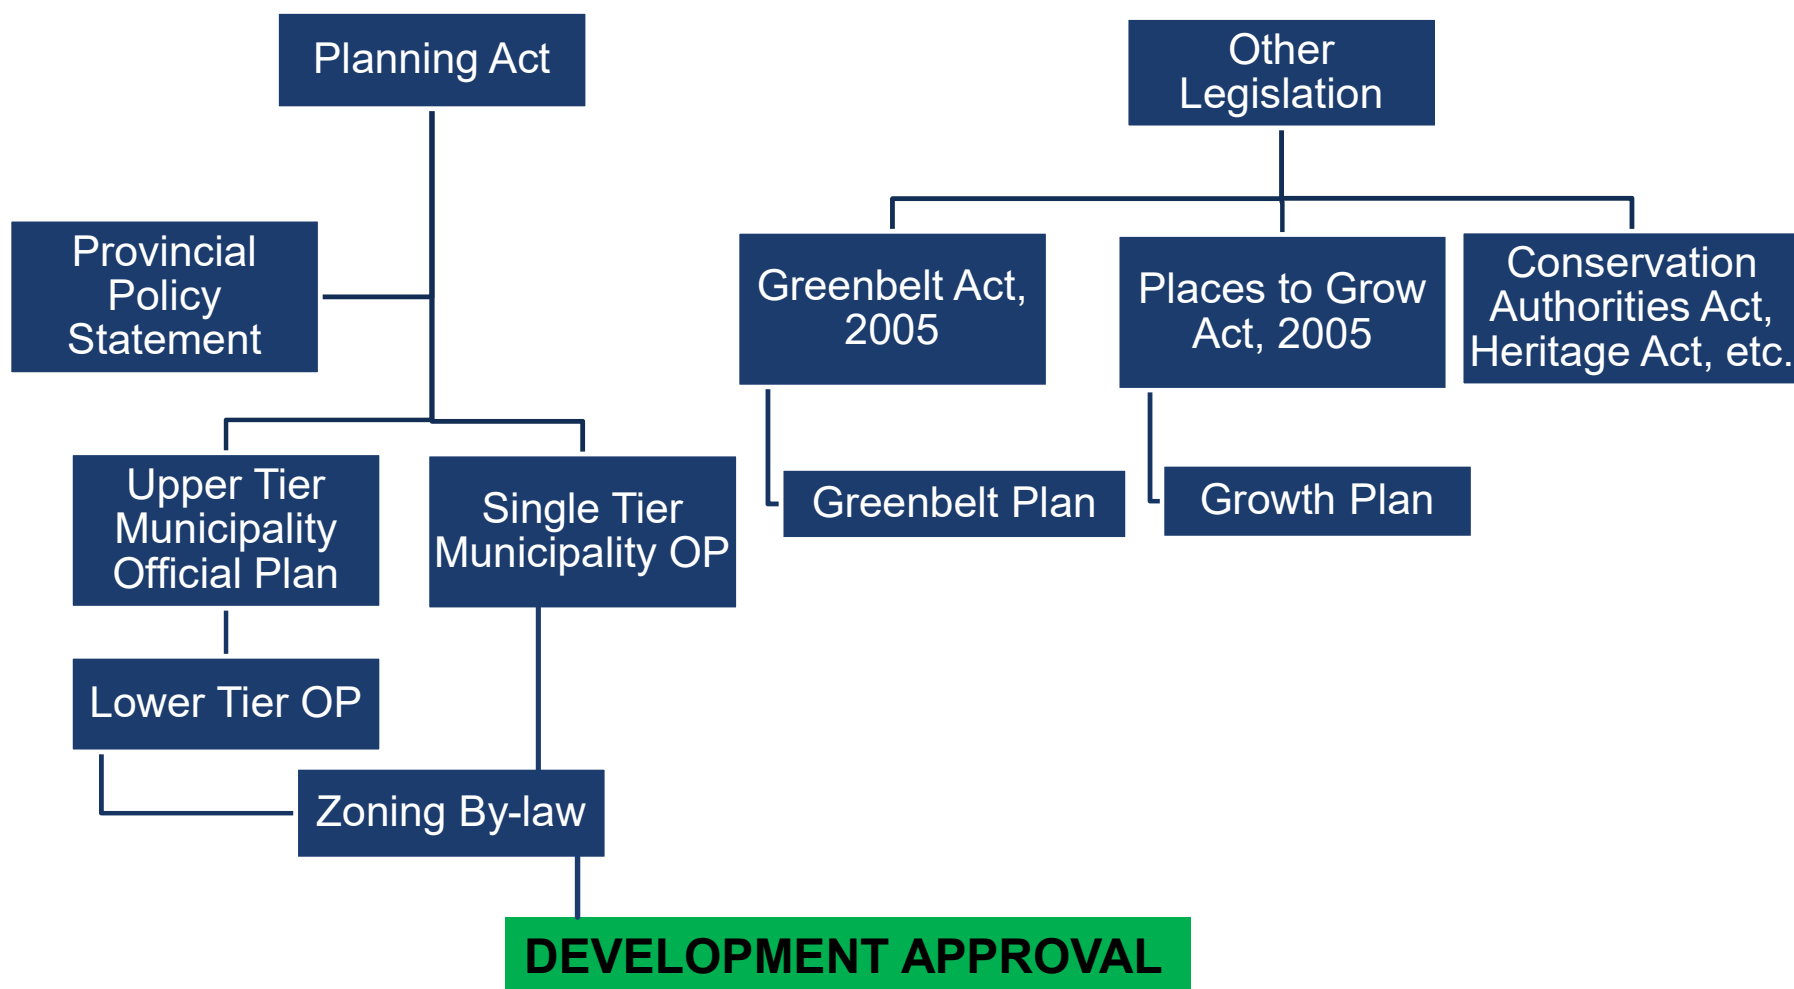 Planning Act
Other
Legislation
Provincial
Policy
Statement
Greenbelt Act,
2005
Places to Grow
Act, 2005
Conservation
Authorities Act,
Heritage Act, etc.
Upper Tier
Municipality
Official Plan
Single Tier
Municipality OP
Greenbelt Plan
Growth Plan
Lower Tier OP
Zoning By-law
DEVELOPMENT APPROVAL